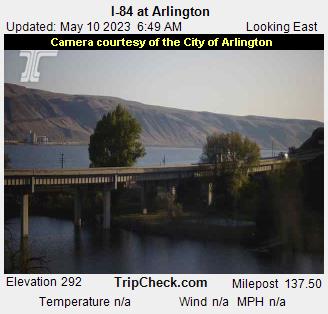 I-84 at Arlington
Updated: May 10 2023 6:49 AM Looking East
Camera courtesy of the City of Arlington
Elevation 292 TripCheck.com Milepost 137.50
Temperature n/a Wind n/a MPH n/a